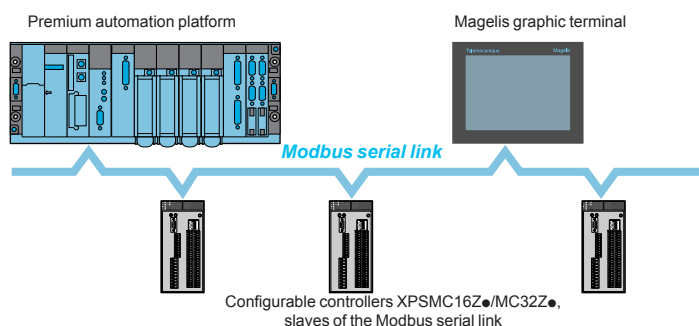 Premium automation platform
Magelis graphic terminal
Telemecanique
Magelis
Modbus serial link
Configurable controllers XPSMC16Z●/MC32Z●,
slaves of the Modbus serial link